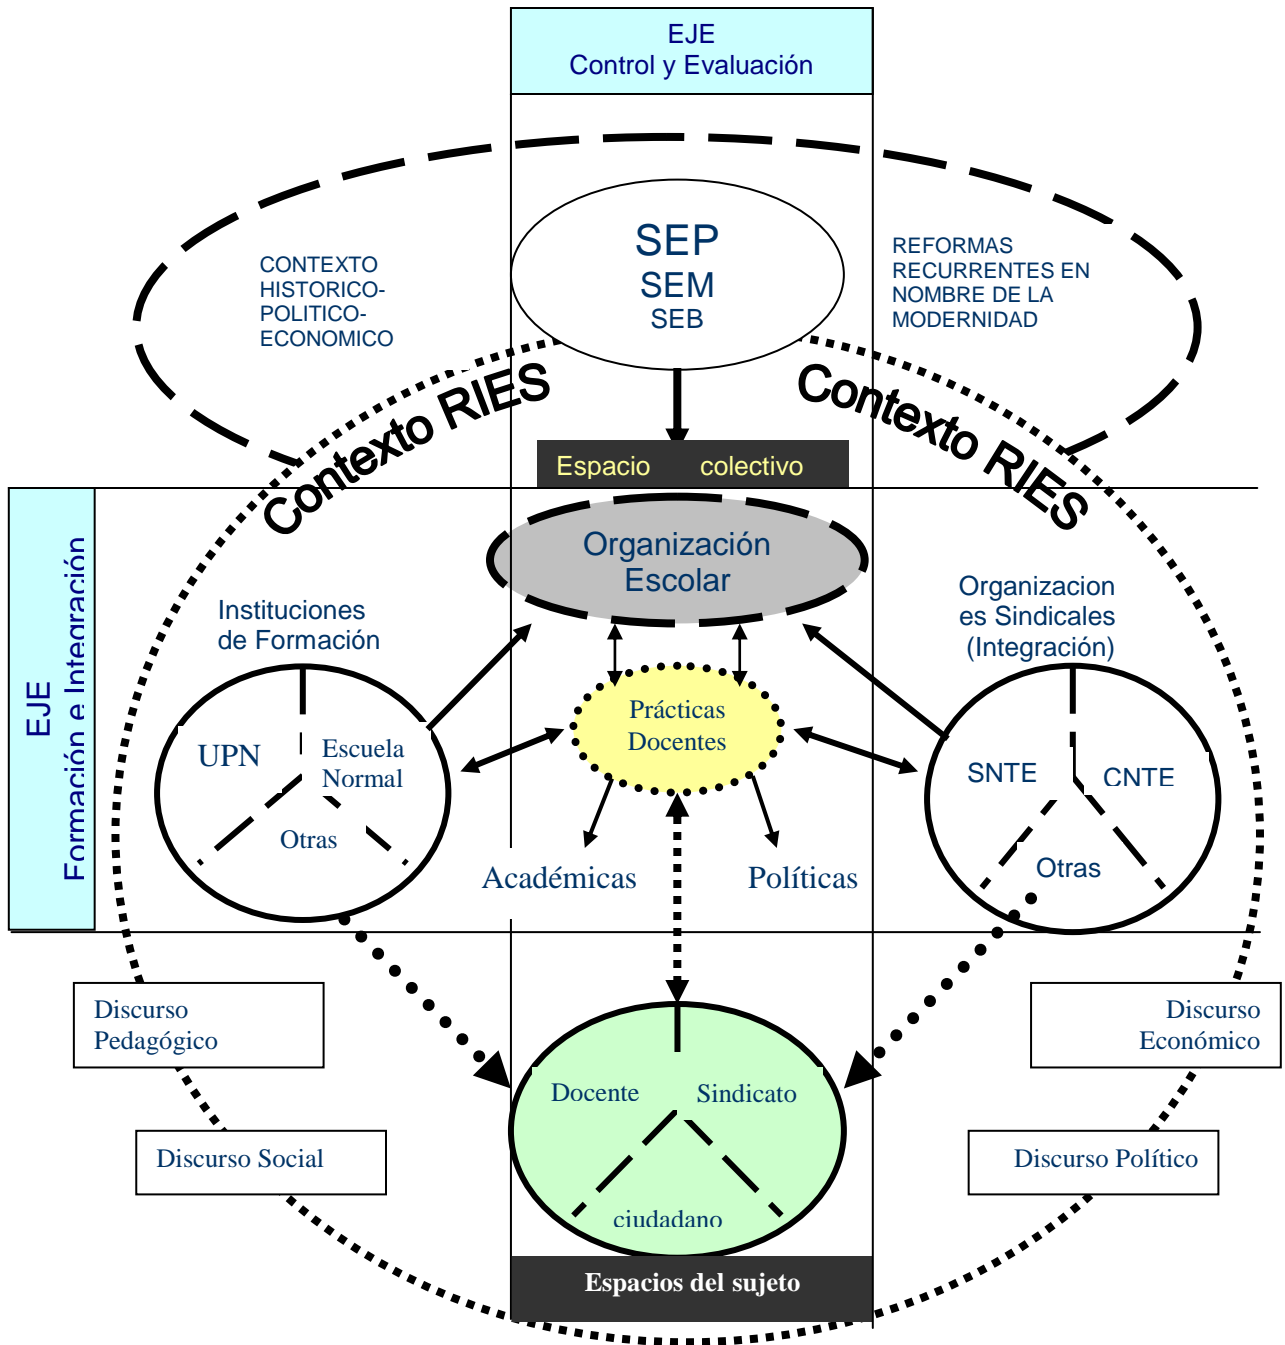 EJE
Control y Evaluación
SEP
SEM
SEB
CONTEXTO
HISTORICO-
POLITICO-
ECONOMICO
REFORMAS
RECURRENTES EN
NOMBRE DE LA
MODERNIDAD
Contexto RIES
Contexto RIES
Espacio colectivo
EJE
Formación e Integración
Organización
Escolar
Instituciones
de Formación
Organizacion
es Sindicales
(Integración)
UPN
Escuela
Normal
Otras
Prácticas
Docentes
SNTE
CNTE
Otras
Académicas
Políticas
Discurso
Pedagógico
Discurso
Económico
Docente
Sindicato
ciudadano
Discurso Social
Discurso Político
Espacios del sujeto